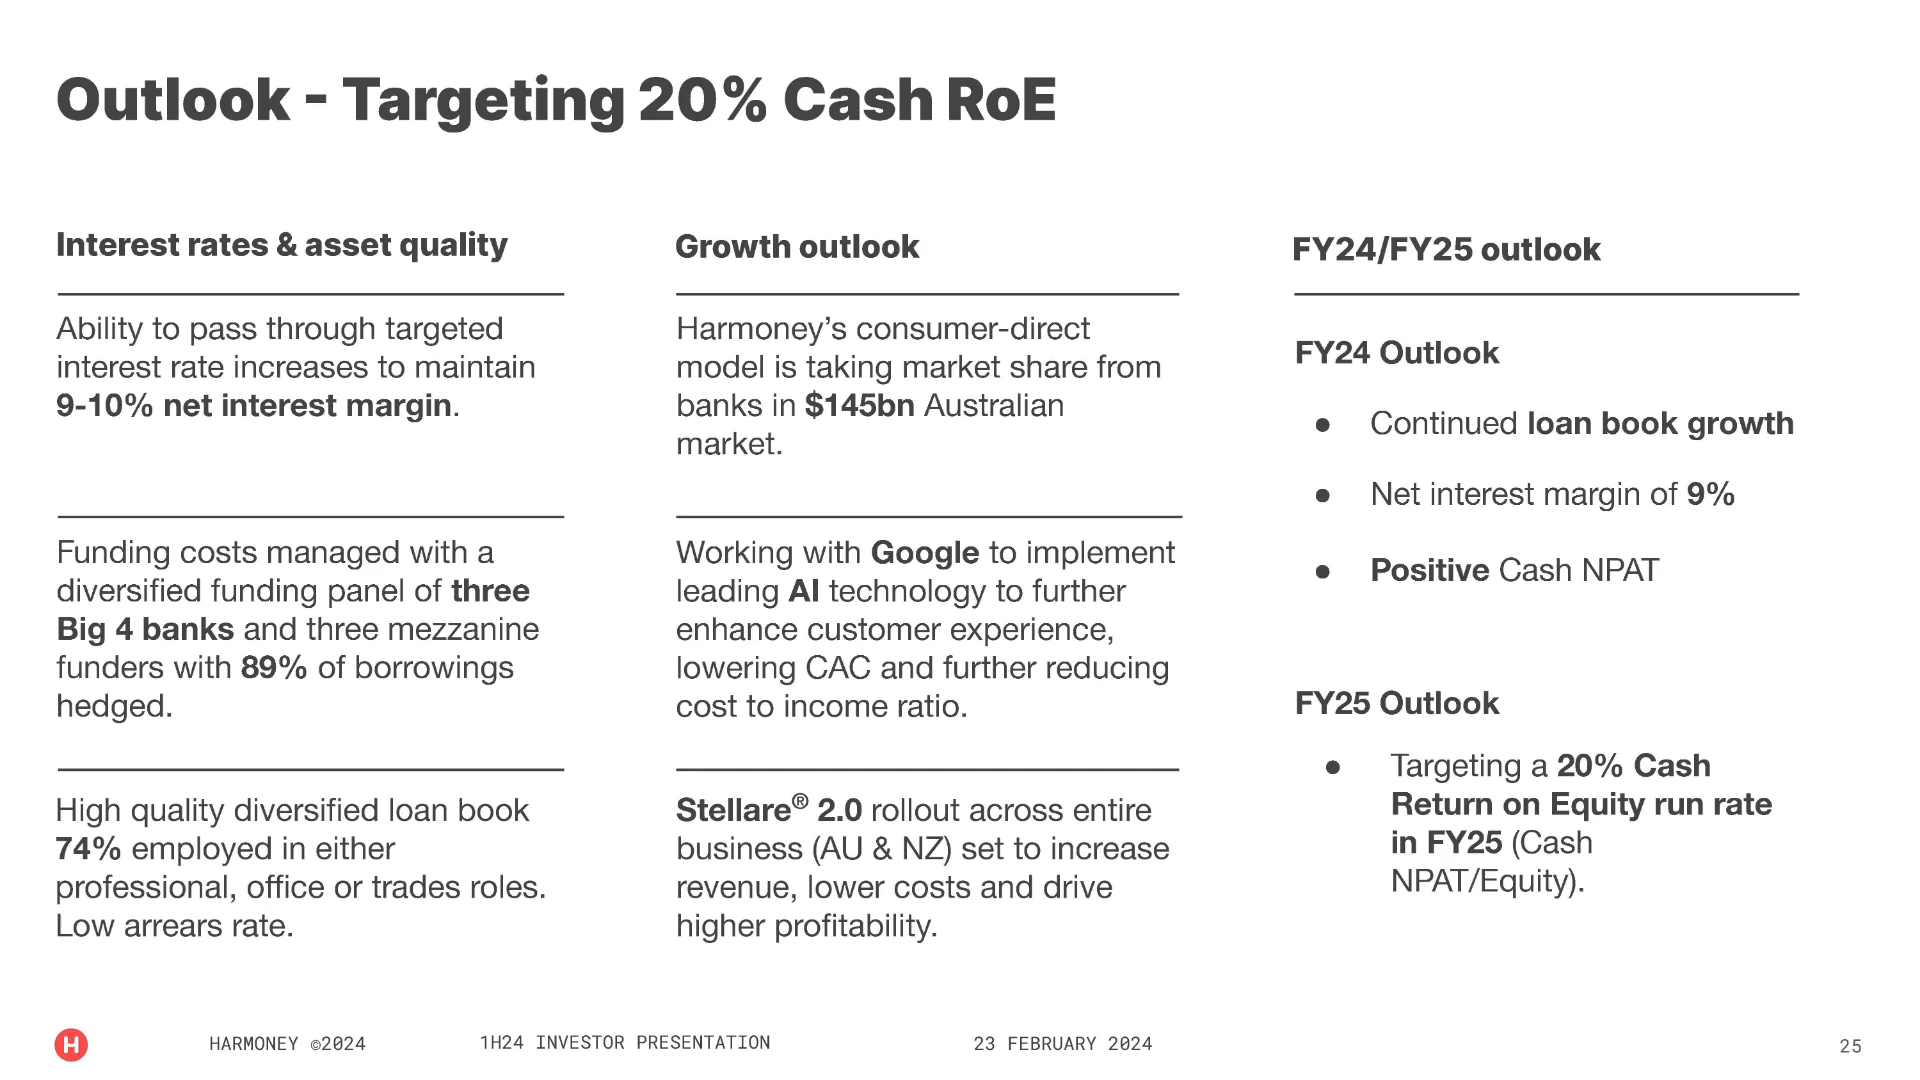 Outlook - Targeting 20% Cash RoE
Interest rates & asset quality
Ability to pass through targeted
interest rate increases to maintain
9-10% net interest margin.
Funding costs managed with a
diversified funding panel of three
Big 4 banks and three mezzanine
funders with 89% of borrowings
hedged.
High quality diversified loan book
74% employed in either
professional, office or trades roles.
Low arrears rate.
Growth outlook
Harmoney’s consumer-direct
model is taking market share from
banks in $145bn Australian
market.
Working with Google to implement
leading AI technology to further
enhance customer experience,
lowering CAC and further reducing
cost to income ratio.
Stellare® 2.0 rollout across entire
business (AU & NZ) set to increase
revenue, lower costs and drive
higher profitability.
FY24/FY25 outlook
FY24 Outlook
● Continued loan book growth
● Net interest margin of 9%
● Positive Cash NPAT
FY25 Outlook
● Targeting a 20% Cash
Return on Equity run rate
in FY25 (Cash
NPAT/Equity).
H HARMONEY ©2024 1H24 INVESTOR PRESENTATION 23 FEBRUARY 2024 25